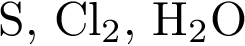 S, Cl₂, H₂O